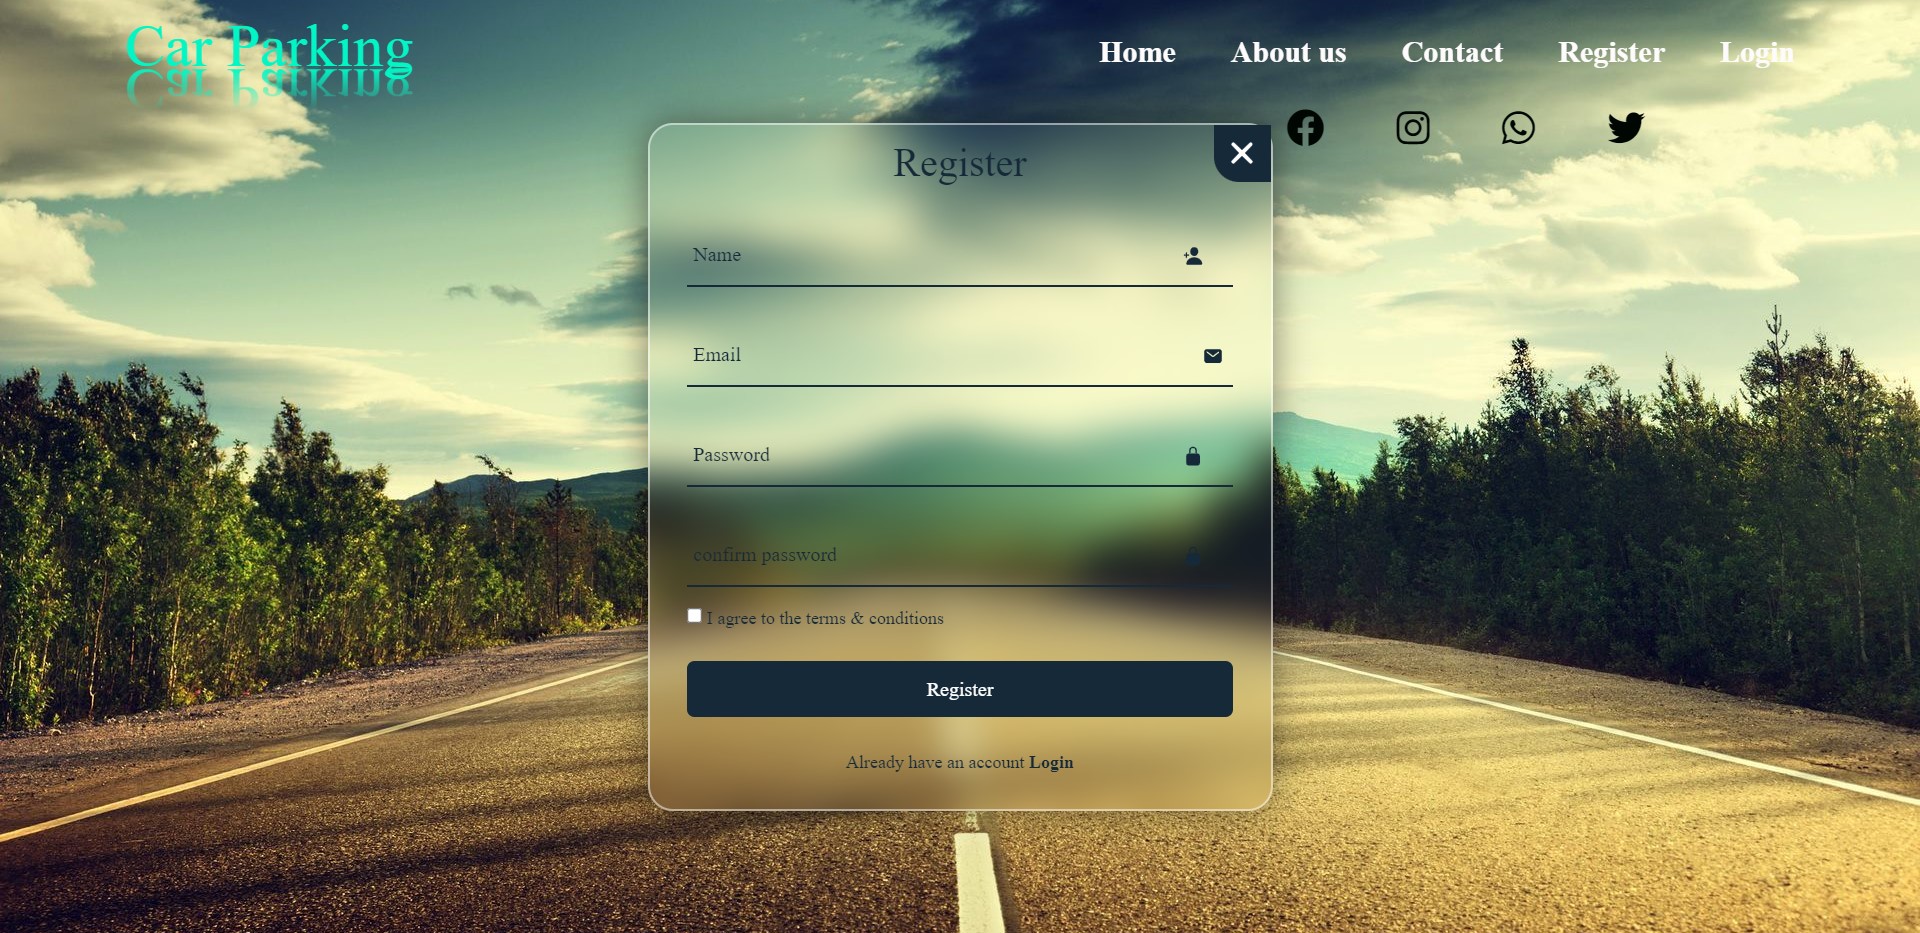 Car Parking
Home About us Contact Register Login
Register
Name
Email
Password
confirm password
I agree to the terms & conditions
Register
Already have an account Login